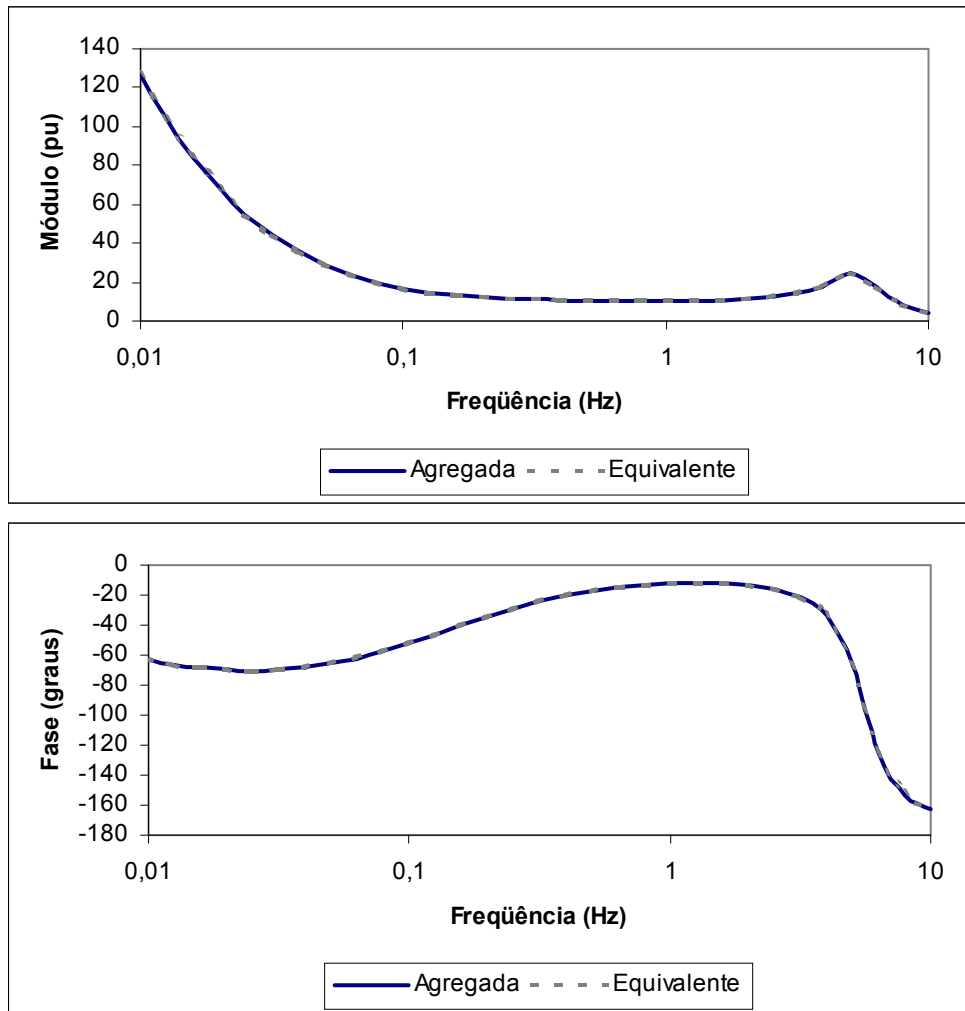 140
120
100
80
60
40
20
0
Módulo (pu)
0,01 0,1 1 10
Freqüência (Hz)
Agregada Equivalente
0
-20
-40
-60
-80
-100
-120
-140
-160
-180
Fase (graus)
0,01 0,1 1 10
Freqüência (Hz)
Agregada Equivalente